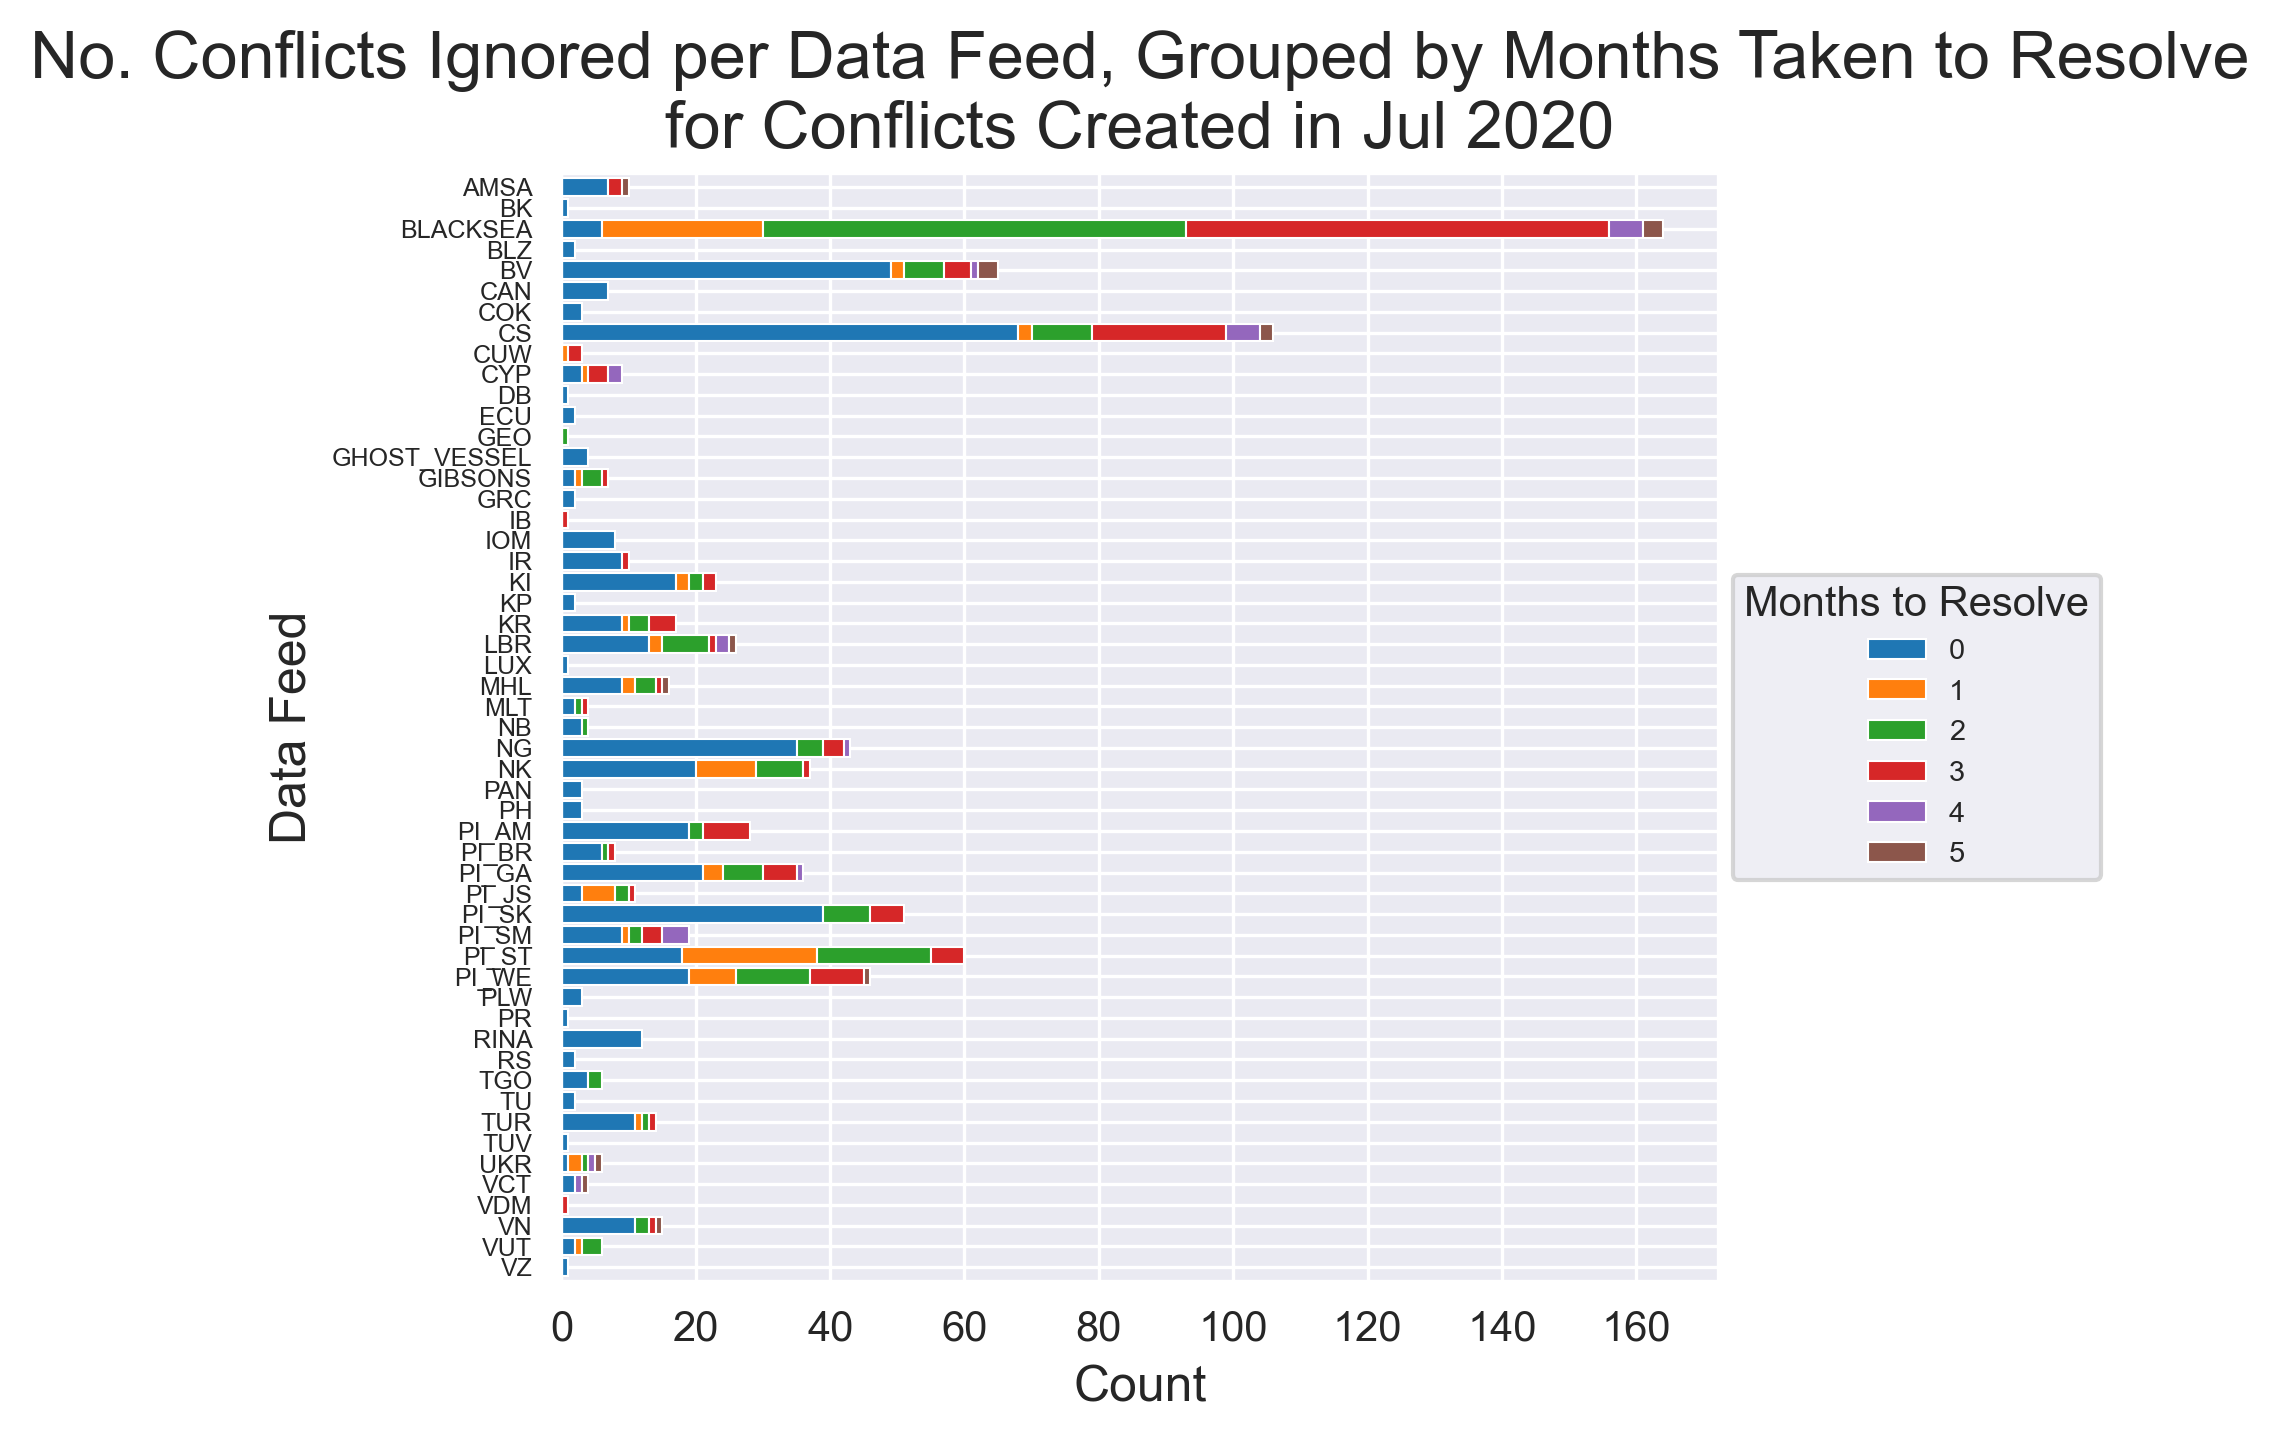 No. Conflicts Ignored per Data Feed, Grouped by Months Taken to Resolve
for Conflicts Created in Jul 2020
AMSA
BK
BLACKSEA
BLZ
BV
CAN
COK
CS
CUW
CYP
DB
ECU
GEO
GHOST_VESSEL
GIBSONS
GRC
IB
IOM
IR
KI
KP
KR
LBR
LUX
MHL
MLT
NB
NG
NK
PAN
PH
PI_AM
PI_BR
PI_GA
PI_JS
PI_SK
PI_SM
PI_ST
PI_WE
PLW
PR
RINA
RS
TGO
TU
TUR
TUV
UKR
VCT
VDM
VN
VUT
VZ
Data Feed
0 20 40 60 80 100 120 140 160
Count
Months to Resolve
0
1
2
3
4
5